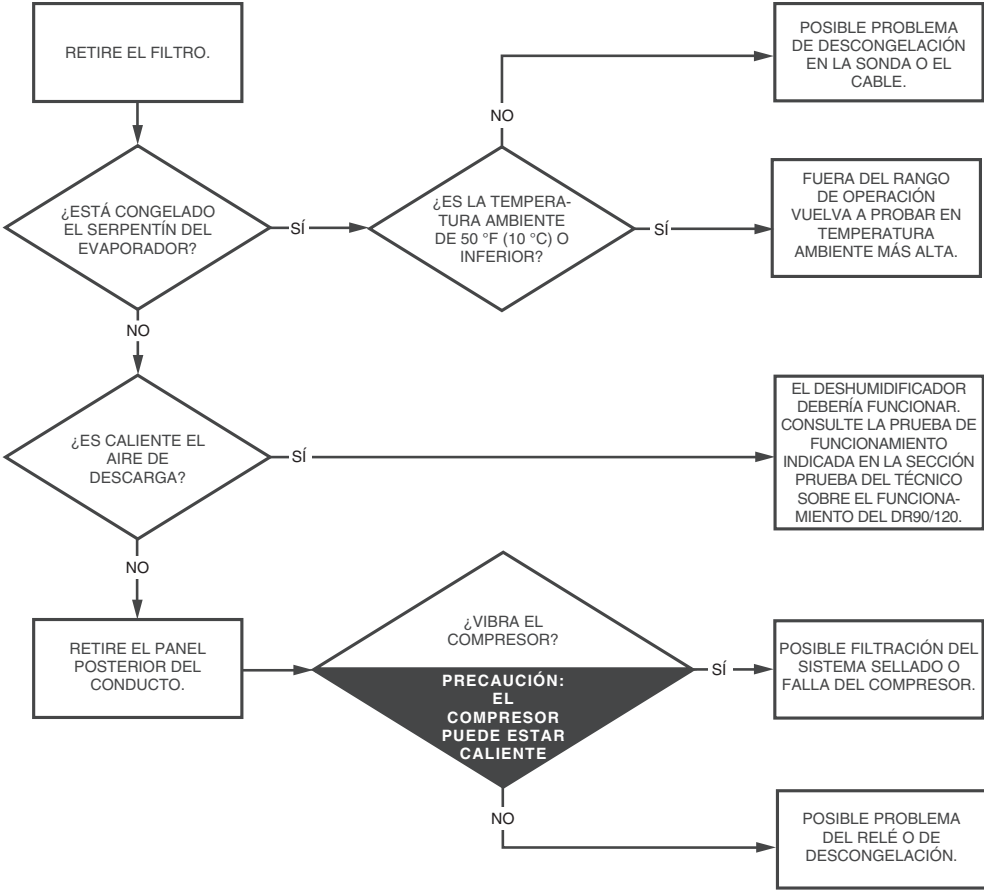 RETIRE EL FILTRO.
¿ESTÁ CONGELADO
EL SERPENTÍN DEL
EVAPORADOR?
SÍ
¿ES LA TEMPERA-
TURA AMBIENTE
DE 50 °F (10 °C) O
INFERIOR?
NO
POSIBLE PROBLEMA
DE DESCONGELACIÓN
EN LA SONDA O EL
CABLE.
SÍ
FUERA DEL RANGO
DE OPERACIÓN
VUELVA A PROBAR EN
TEMPERATURA
AMBIENTE MÁS ALTA.
NO
¿ES CALIENTE EL
AIRE DE
DESCARGA?
SÍ
EL DESHUMIDIFICADOR
DEBERÍA FUNCIONAR.
CONSULTE LA PRUEBA DE
FUNCIONAMIENTO
INDICADA EN LA SECCIÓN
PRUEBA DEL TÉCNICO
SOBRE EL FUNCIONA-
MIENTO DEL DR90/120.
NO
RETIRE EL PANEL
POSTERIOR DEL
CONDUCTO.
¿VIBRA EL
COMPRESOR?
PRECAUCIÓN:
EL
COMPRESOR
PUEDE ESTAR
CALIENTE
SÍ
POSIBLE FILTRACIÓN DEL
SISTEMA SELLADO O
FALLA DEL COMPRESOR.
NO
POSIBLE PROBLEMA
DEL RELÉ O DE
DESCONGELACIÓN.